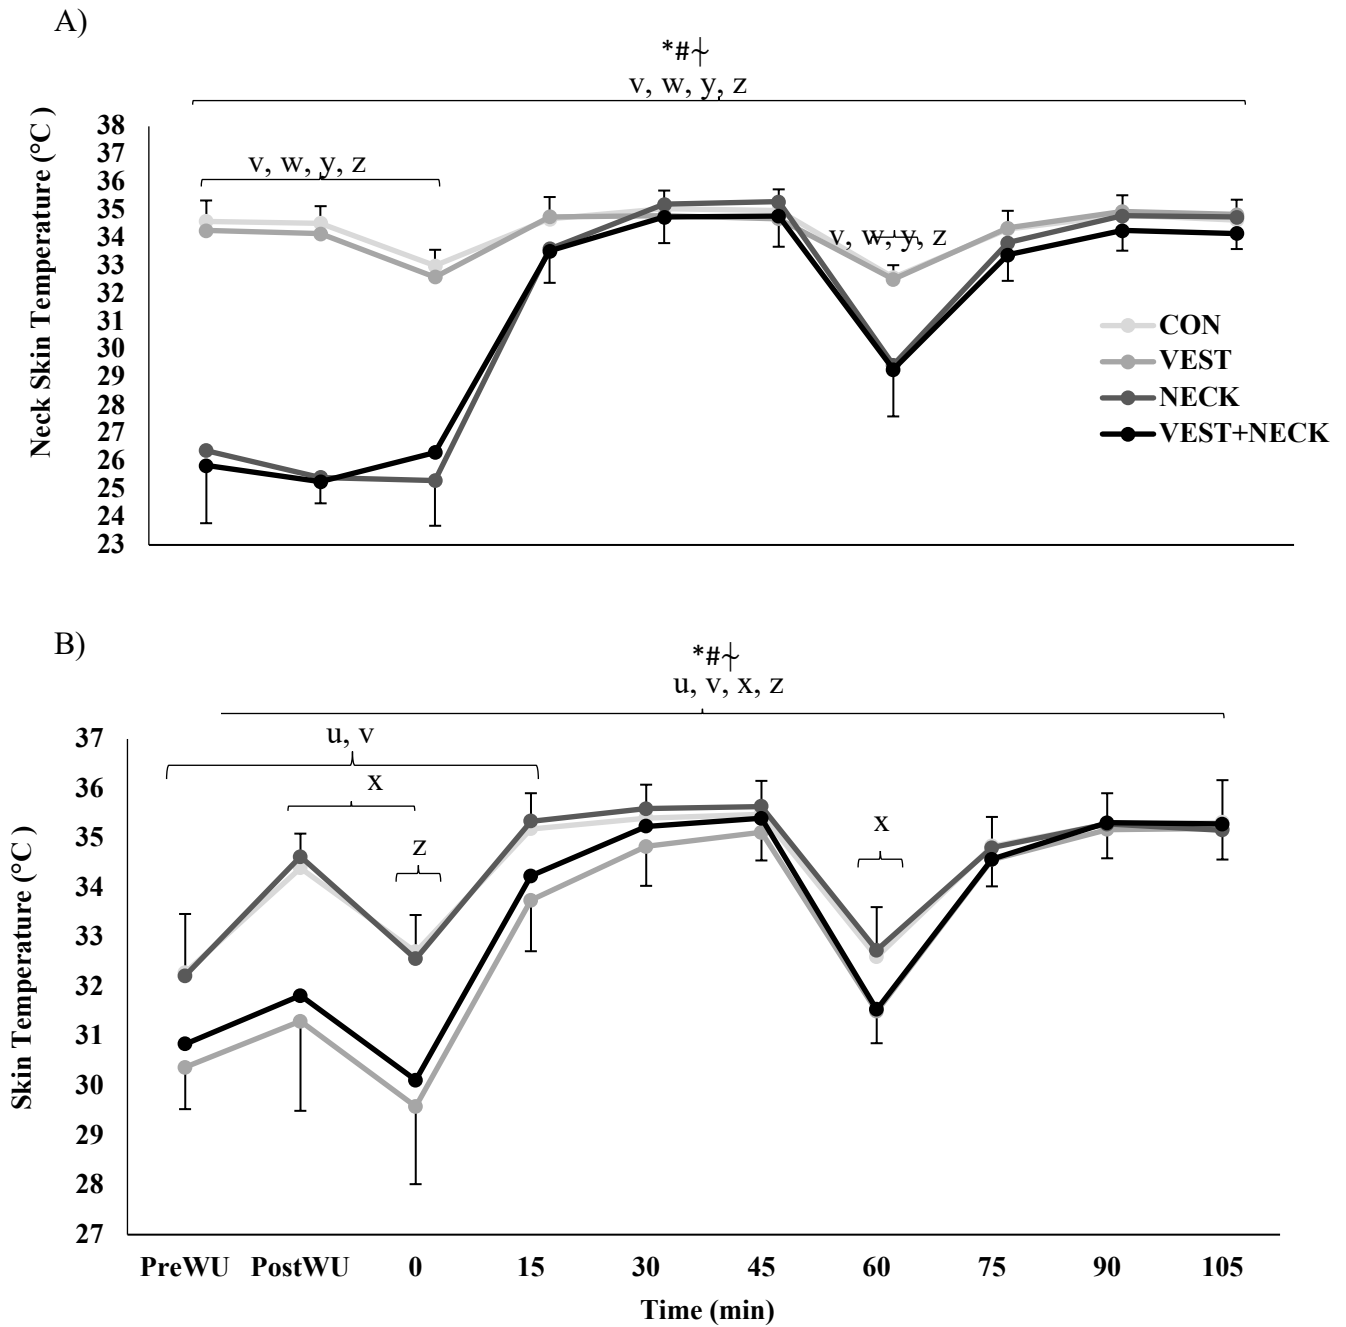 A)
*#⍭
v, w, y, z
v, w, y, z
v, w, y, z
Neck Skin Temperature (°C )
38
37
36
35
34
33
32
31
30
29
28
27
26
25
24
23
CON
VEST
NECK
VEST+NECK
B)
*#⍭
u, v, x, z
u, v
x
z
x
Skin Temperature (°C )
37
36
35
34
33
32
31
30
29
28
27
PreWU PostWU 0 15 30 45 60 75 90 105
Time (min)